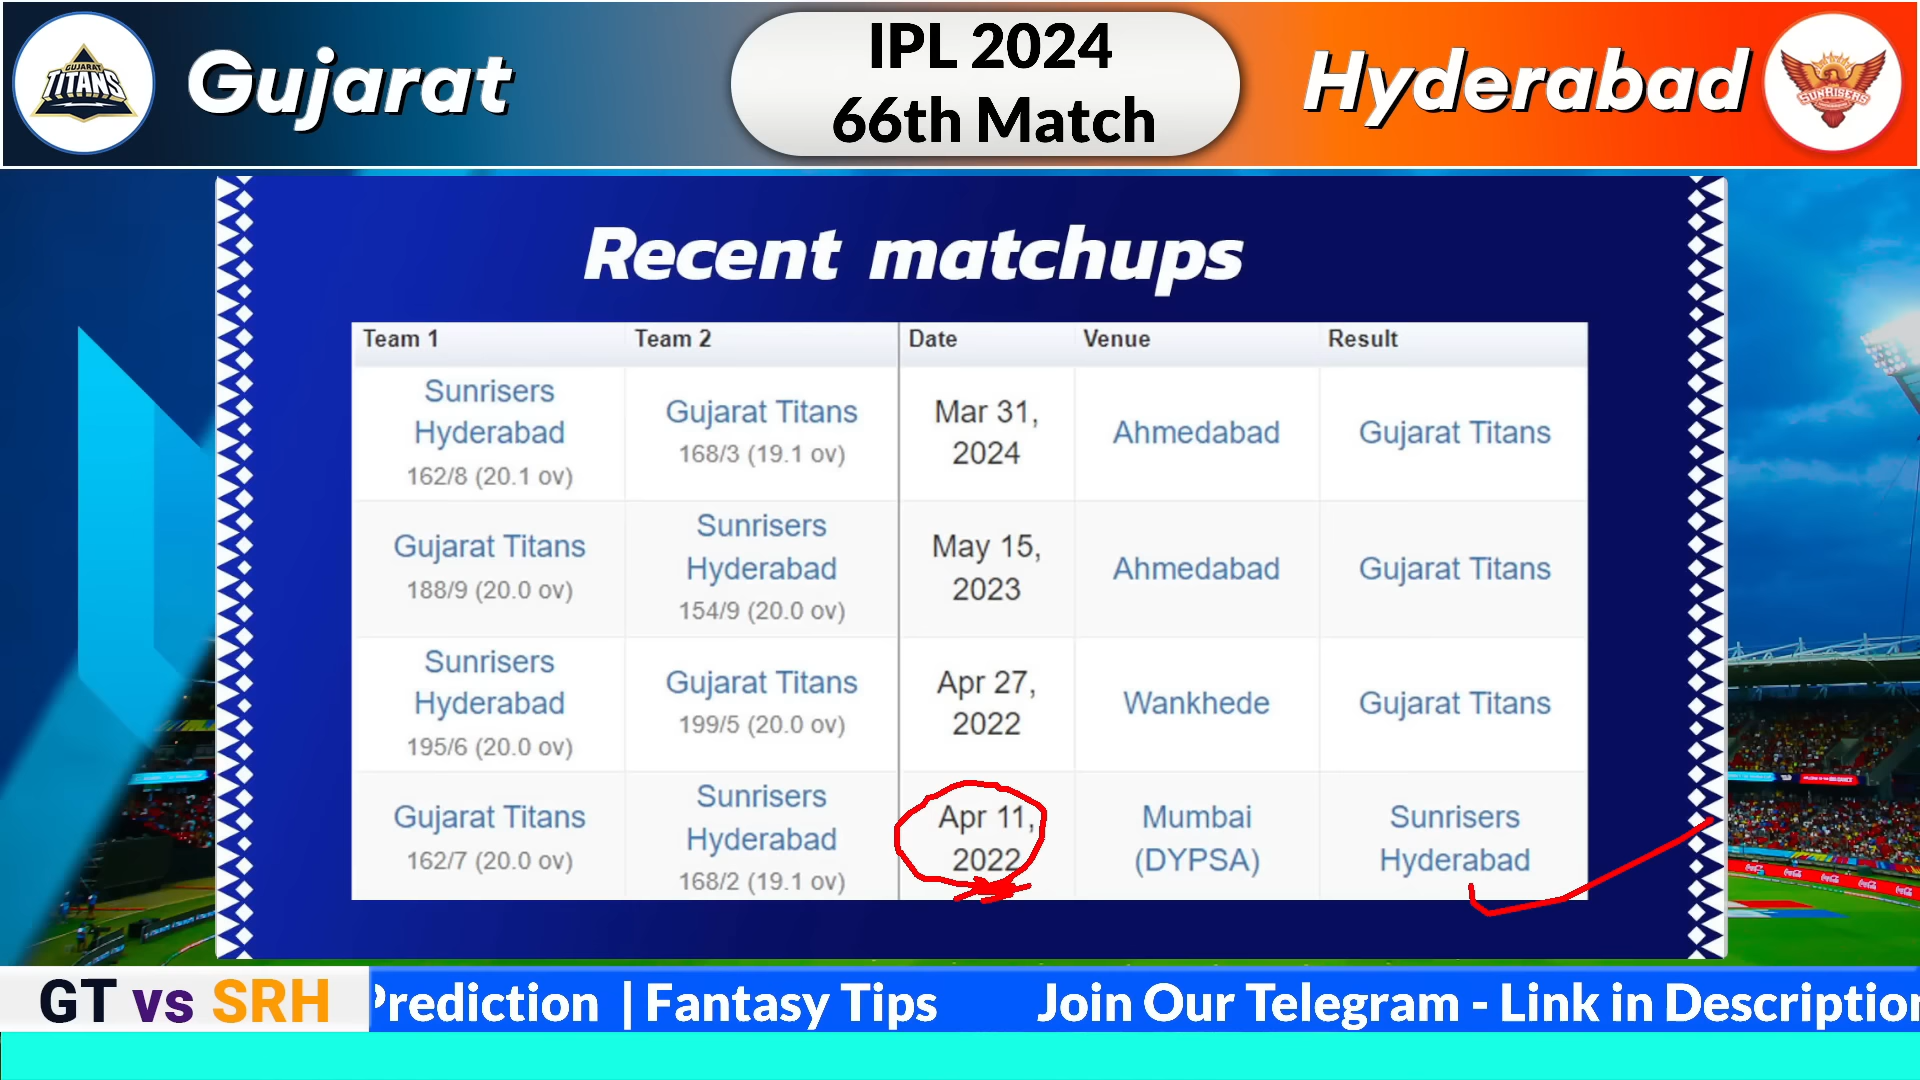 GUJARAT
TITANS
Gujarat
IPL 2024
66th Match
Hyderabad
SUNRISERS
Recent matchups
Team 1 Team 2 Date Venue Result
Sunrisers
Hyderabad
162/8 (20.1 ov)
Gujarat Titans
168/3 (19.1 ov)
Mar 31,
2024
Ahmedabad
Gujarat Titans
Gujarat Titans
188/9 (20.0 ov)
Sunrisers
Hyderabad
154/9 (20.0 ov)
May 15,
2023
Ahmedabad
Gujarat Titans
Sunrisers
Hyderabad
195/6 (20.0 ov)
Gujarat Titans
199/5 (20.0 ov)
Apr 27,
2022
Wankhede
Gujarat Titans
Gujarat Titans
162/7 (20.0 ov)
Sunrisers
Hyderabad
168/2 (19.1 ov)
Apr 11,
2022
Mumbai
(DYPSA)
Sunrisers
Hyderabad
GT vs SRH
Prediction | Fantasy Tips Join Our Telegram - Link in Description